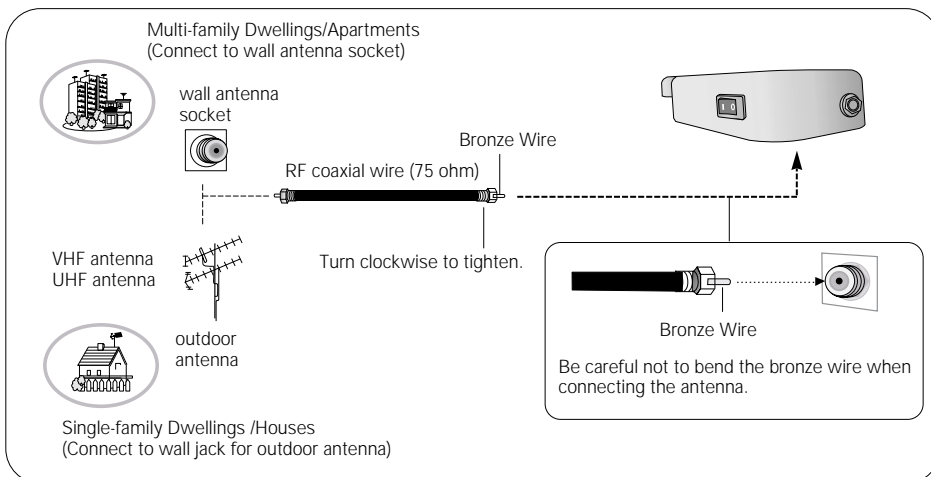 Multi-family Dwellings/Apartments
(Connect to wall antenna socket)
wall antenna
socket
Bronze Wire
RF coaxial wire (75 ohm)
VHF antenna
UHF antenna
Turn clockwise to tighten.
outdoor
antenna
Single-family Dwellings /Houses
(Connect to wall jack for outdoor antenna)
Bronze Wire
Be careful not to bend the bronze wire when
connecting the antenna.